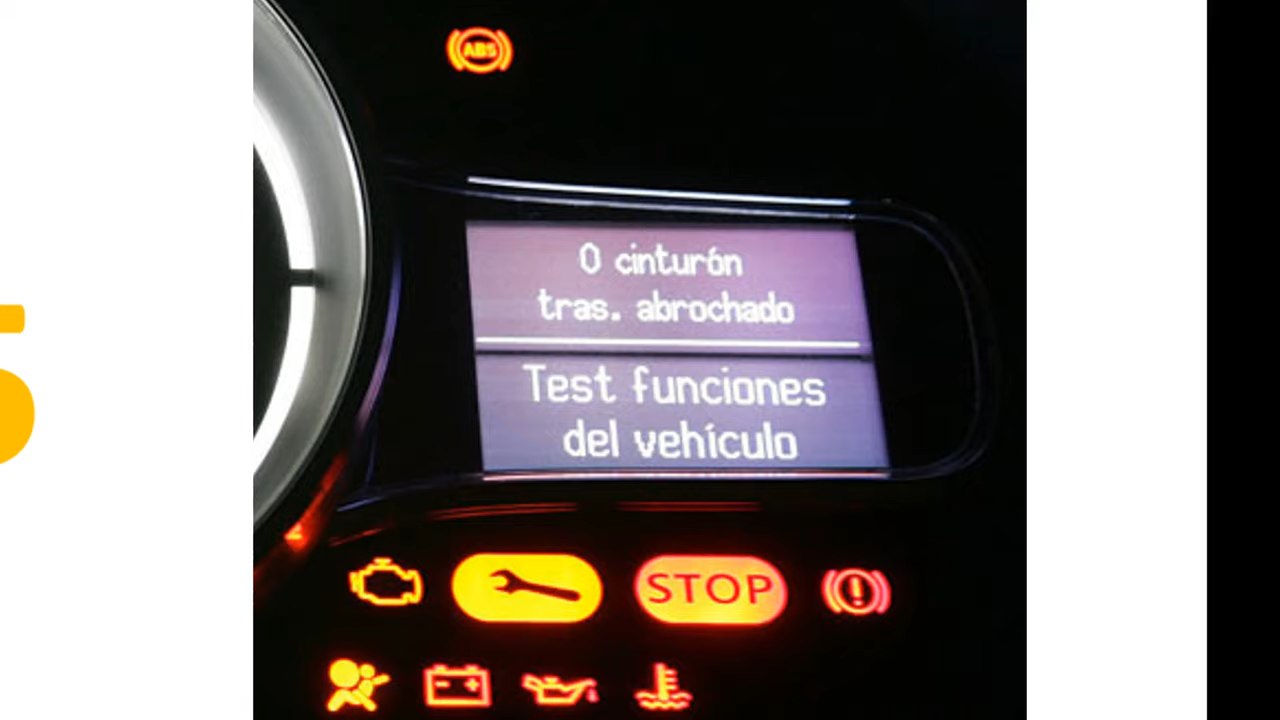 ABS
0 cinturón
tras. abrochado
Test funciones
del vehículo
STOP